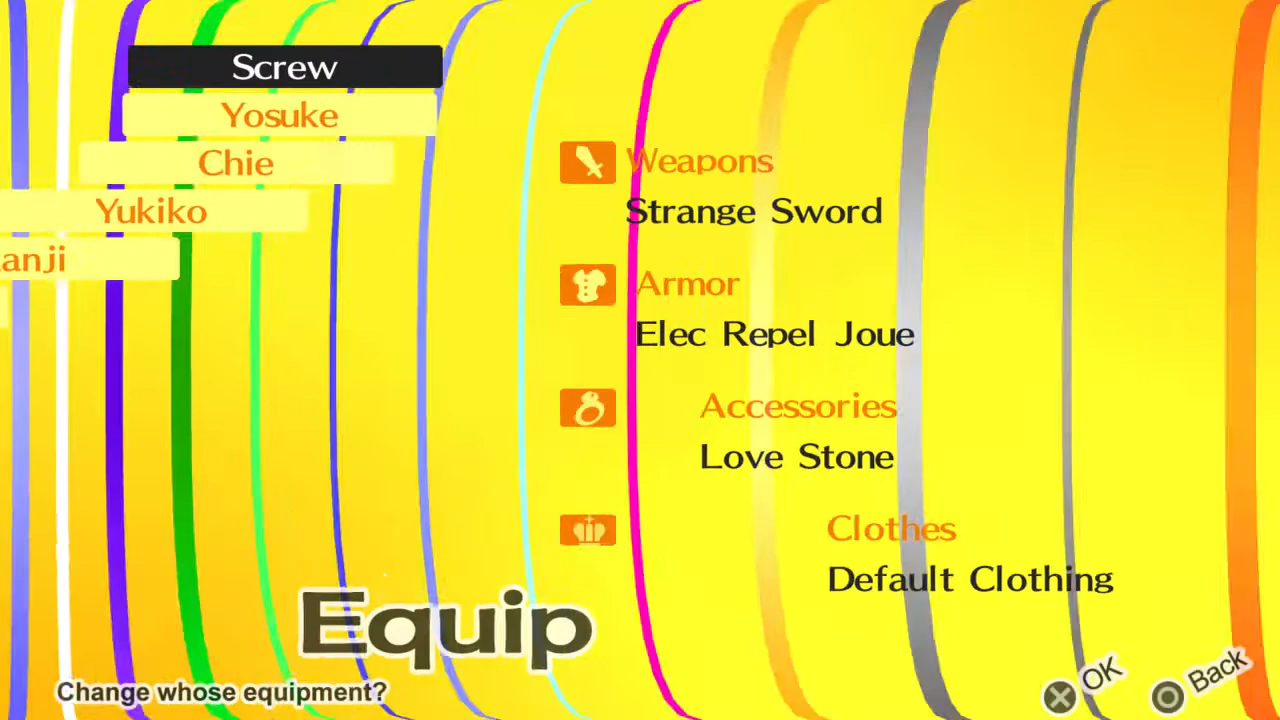 Screw
Yosuke
Chie
Yukiko
anji
Weapons
Strange Sword
Armor
Elec Repel Joue
Accessories
Love Stone
Clothes
Default Clothing
Equip
Change whose equipment?
OK
Back